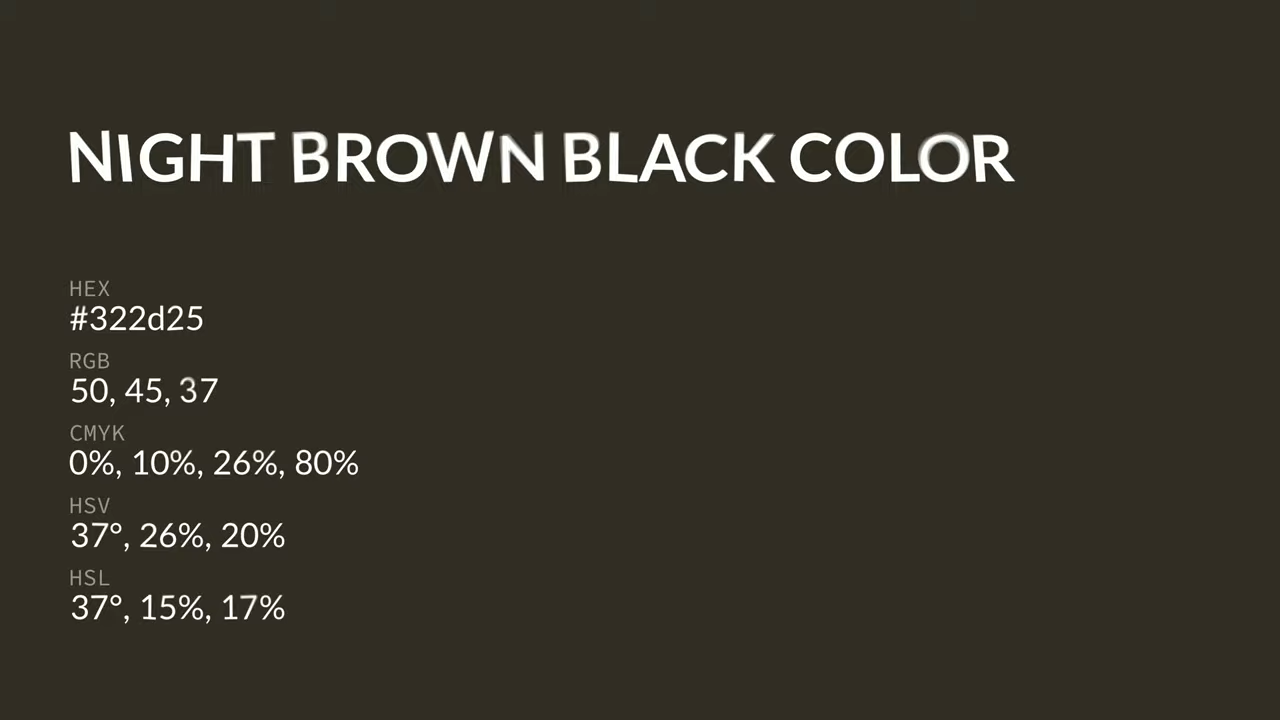 NIGHT BROWN BLACK COLOR
HEX
#322d25
RGB
50, 45, 37
CMYK
0%, 10%, 26%, 80%
HSV
37°, 26%, 20%
HSL
37°, 15%, 17%